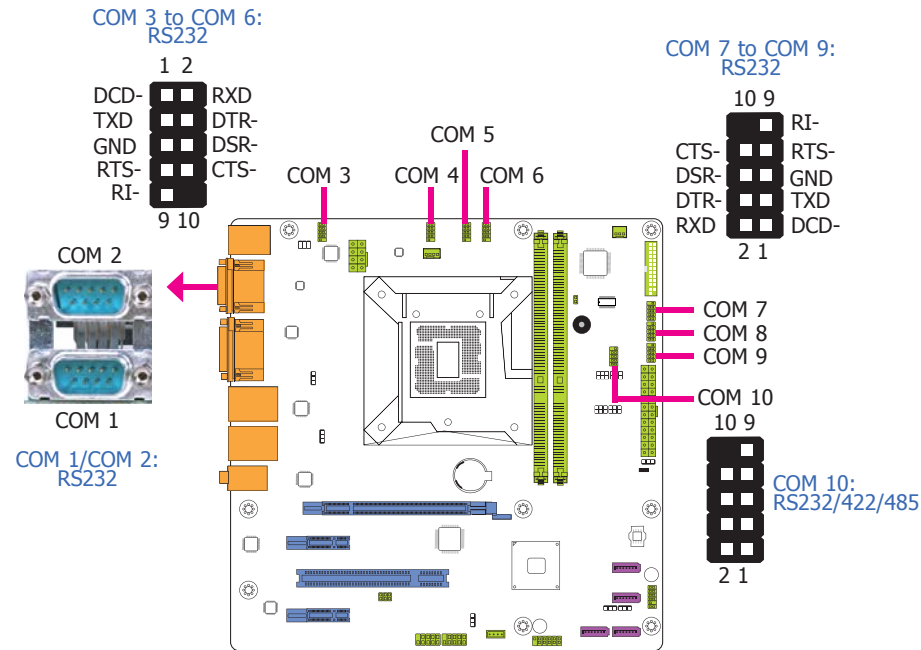 COM 3 to COM 6:
RS232
1 2
DCD- RXD
TXD DTR-
GND DSR-
RTS- CTS-
RI-
9 10
COM 7 to COM 9:
RS232
10 9
RI-
CTS- RTS-
DSR- GND
DTR- TXD
RXD DCD-
2 1
COM 3
COM 4
COM 5
COM 6
COM 2
COM 1
COM 1/COM 2:
RS232
COM 7
COM 8
COM 9
COM 10
10 9
COM 10:
RS232/422/485
2 1